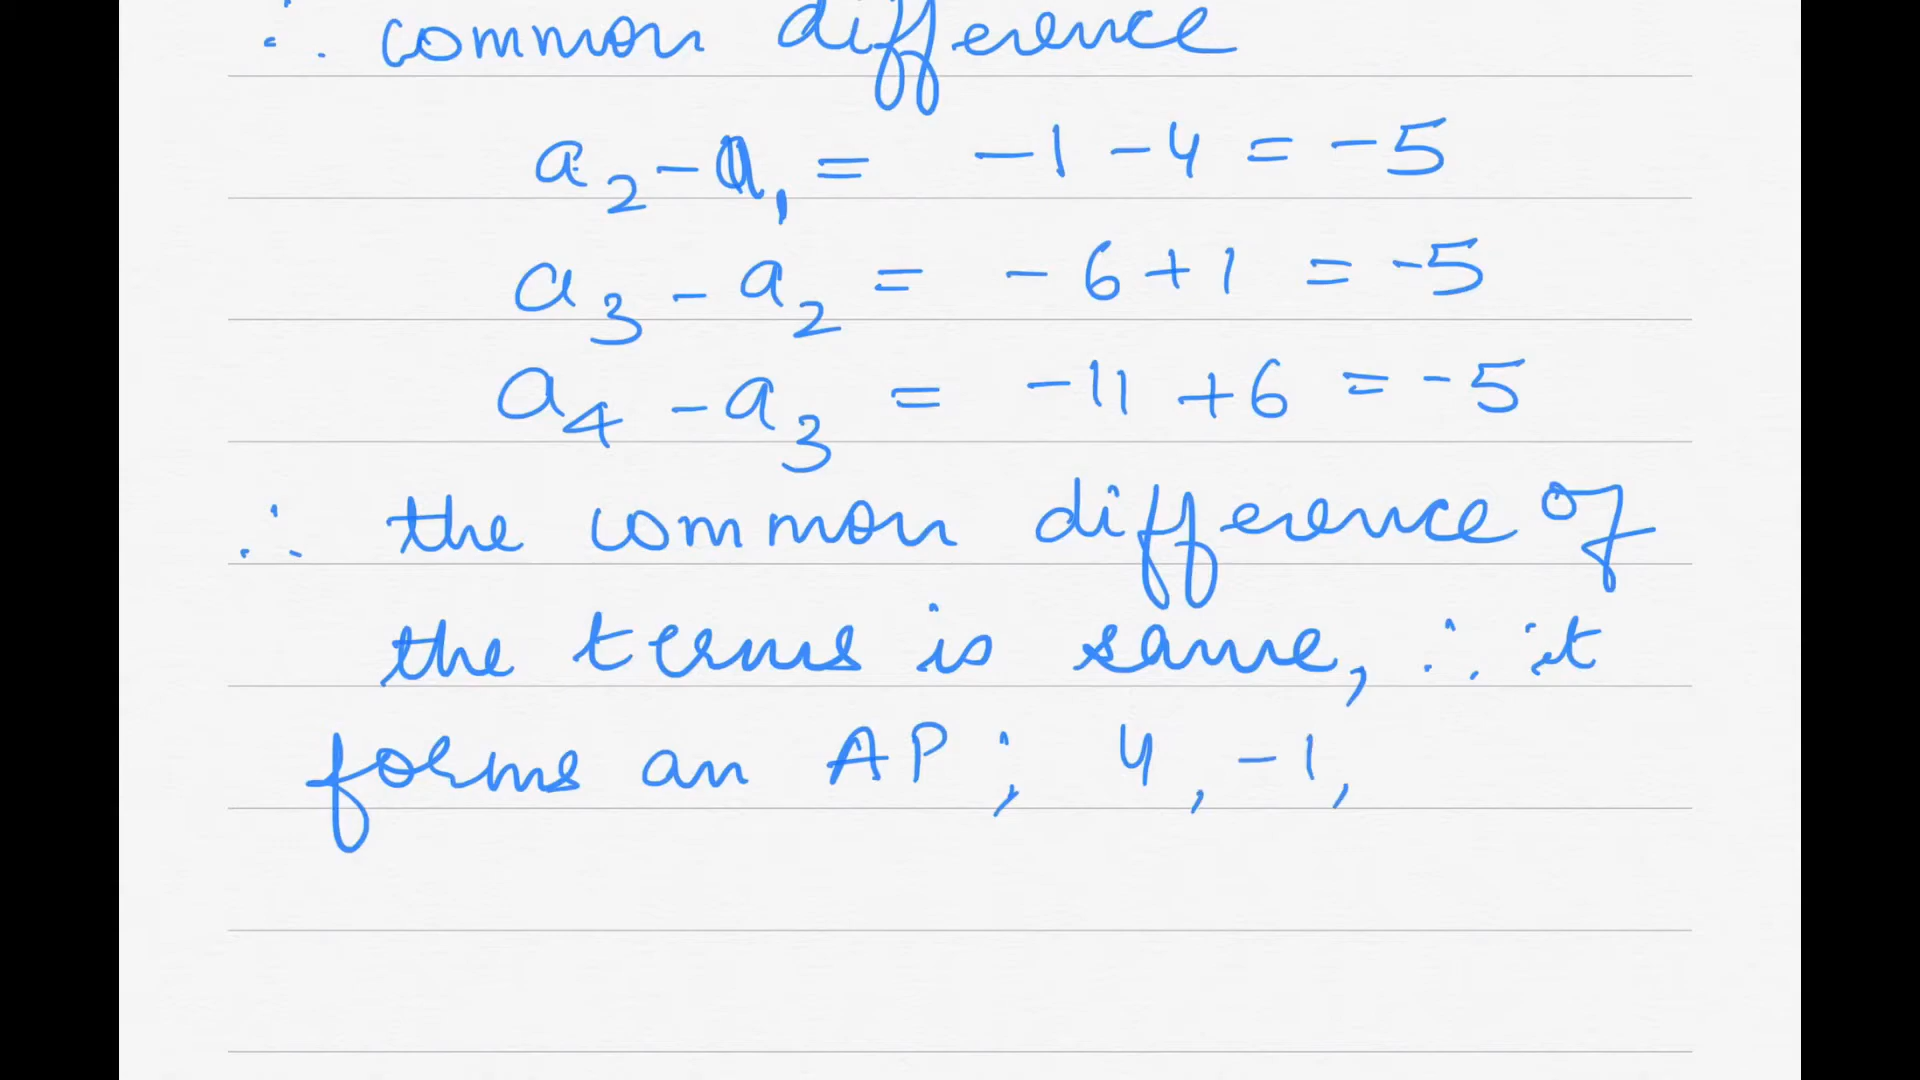 ∴ common difference
a₂ - a₁ = -1 - 4 = -5
a₃ - a₂ = - 6 + 1 = -5
a₄ - a₃ = -11 + 6 = -5
∴ the common difference of
the terms is same, ∴ it
forms an AP ; 4, -1,